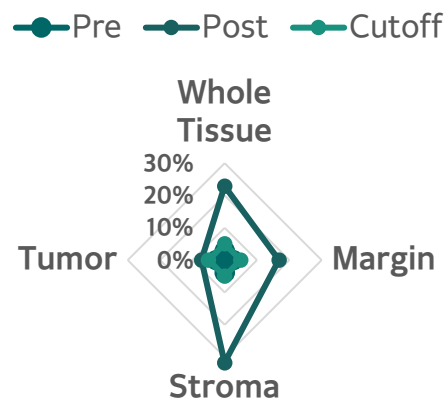 Pre Post Cutoff
Whole
Tissue
30%
20%
10%
0%
Tumor
Margin
Stroma